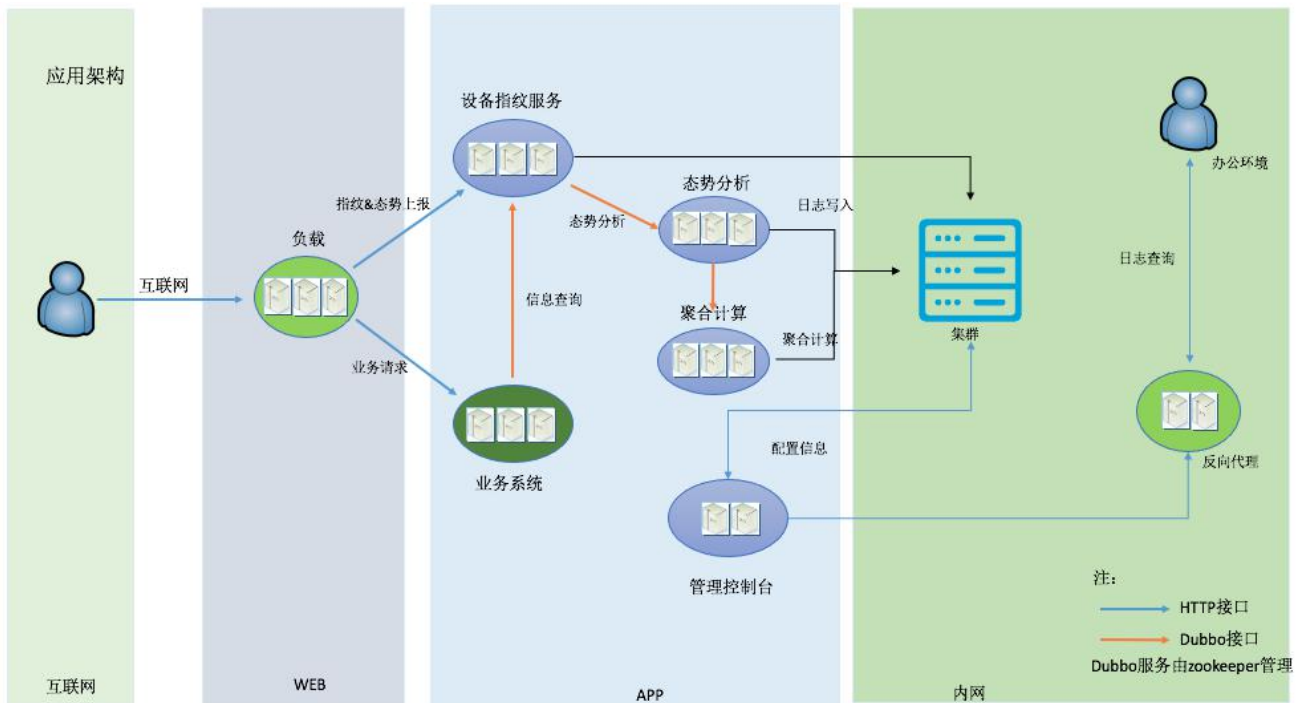 应用架构
设备指纹服务
办公环境
指纹&态势上报
态势分析
态势分析
日志写入
负载
互联网
信息查询
日志查询
聚合计算
聚合计算
集群
业务请求
配置信息
业务系统
反向代理
管理控制台
注：
HTTP接口
Dubbo接口
Dubbo服务由zookeeper管理
互联网
WEB
APP
内网